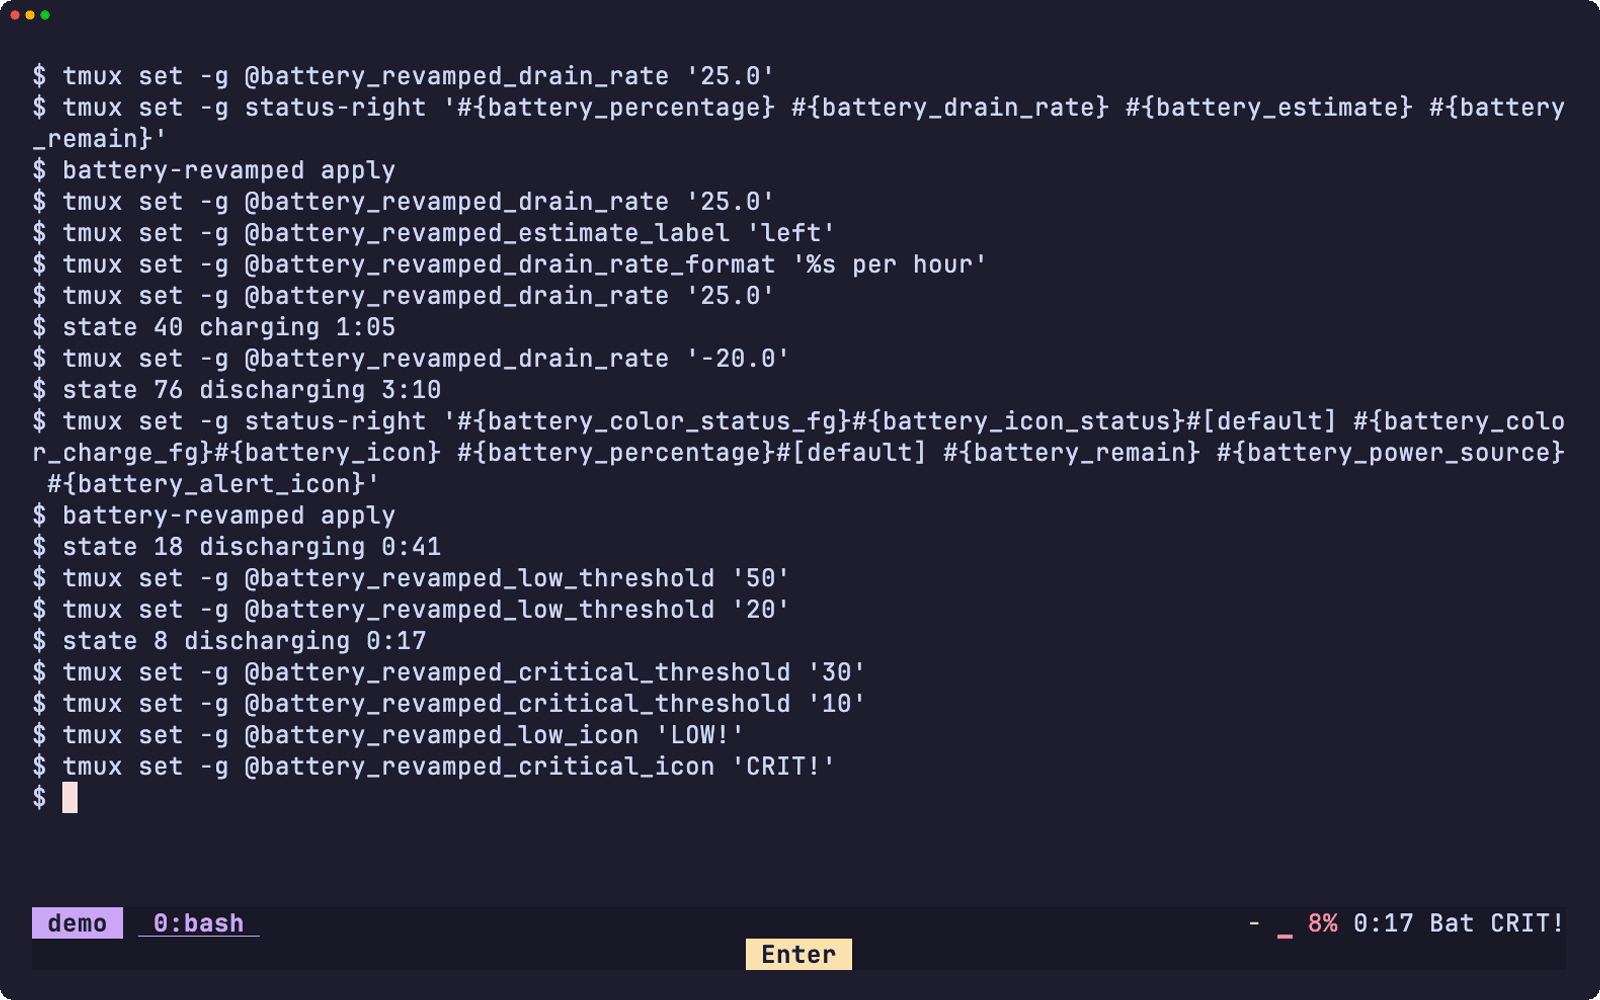 $ tmux set -g @battery_revamped_drain_rate '25.0'
$ tmux set -g status-right '#{battery_percentage} #{battery_drain_rate} #{battery_estimate} #{battery
_remain}'
$ battery-revamped apply
$ tmux set -g @battery_revamped_drain_rate '25.0'
$ tmux set -g @battery_revamped_estimate_label 'left'
$ tmux set -g @battery_revamped_drain_rate_format '%s per hour'
$ tmux set -g @battery_revamped_drain_rate '25.0'
$ state 40 charging 1:05
$ tmux set -g @battery_revamped_drain_rate '-20.0'
$ state 76 discharging 3:10
$ tmux set -g status-right '#{battery_color_status_fg}#{battery_icon_status}#[default] #{battery_colo
r_charge_fg}#{battery_icon} #{battery_percentage}#[default] #{battery_remain} #{battery_power_source}
 #{battery_alert_icon}'
$ battery-revamped apply
$ state 18 discharging 0:41
$ tmux set -g @battery_revamped_low_threshold '50'
$ tmux set -g @battery_revamped_low_threshold '20'
$ state 8 discharging 0:17
$ tmux set -g @battery_revamped_critical_threshold '30'
$ tmux set -g @battery_revamped_critical_threshold '10'
$ tmux set -g @battery_revamped_low_icon 'LOW!'
$ tmux set -g @battery_revamped_critical_icon 'CRIT!'
$
demo 0:bash - ▁ 8% 0:17 Bat CRIT!
Enter